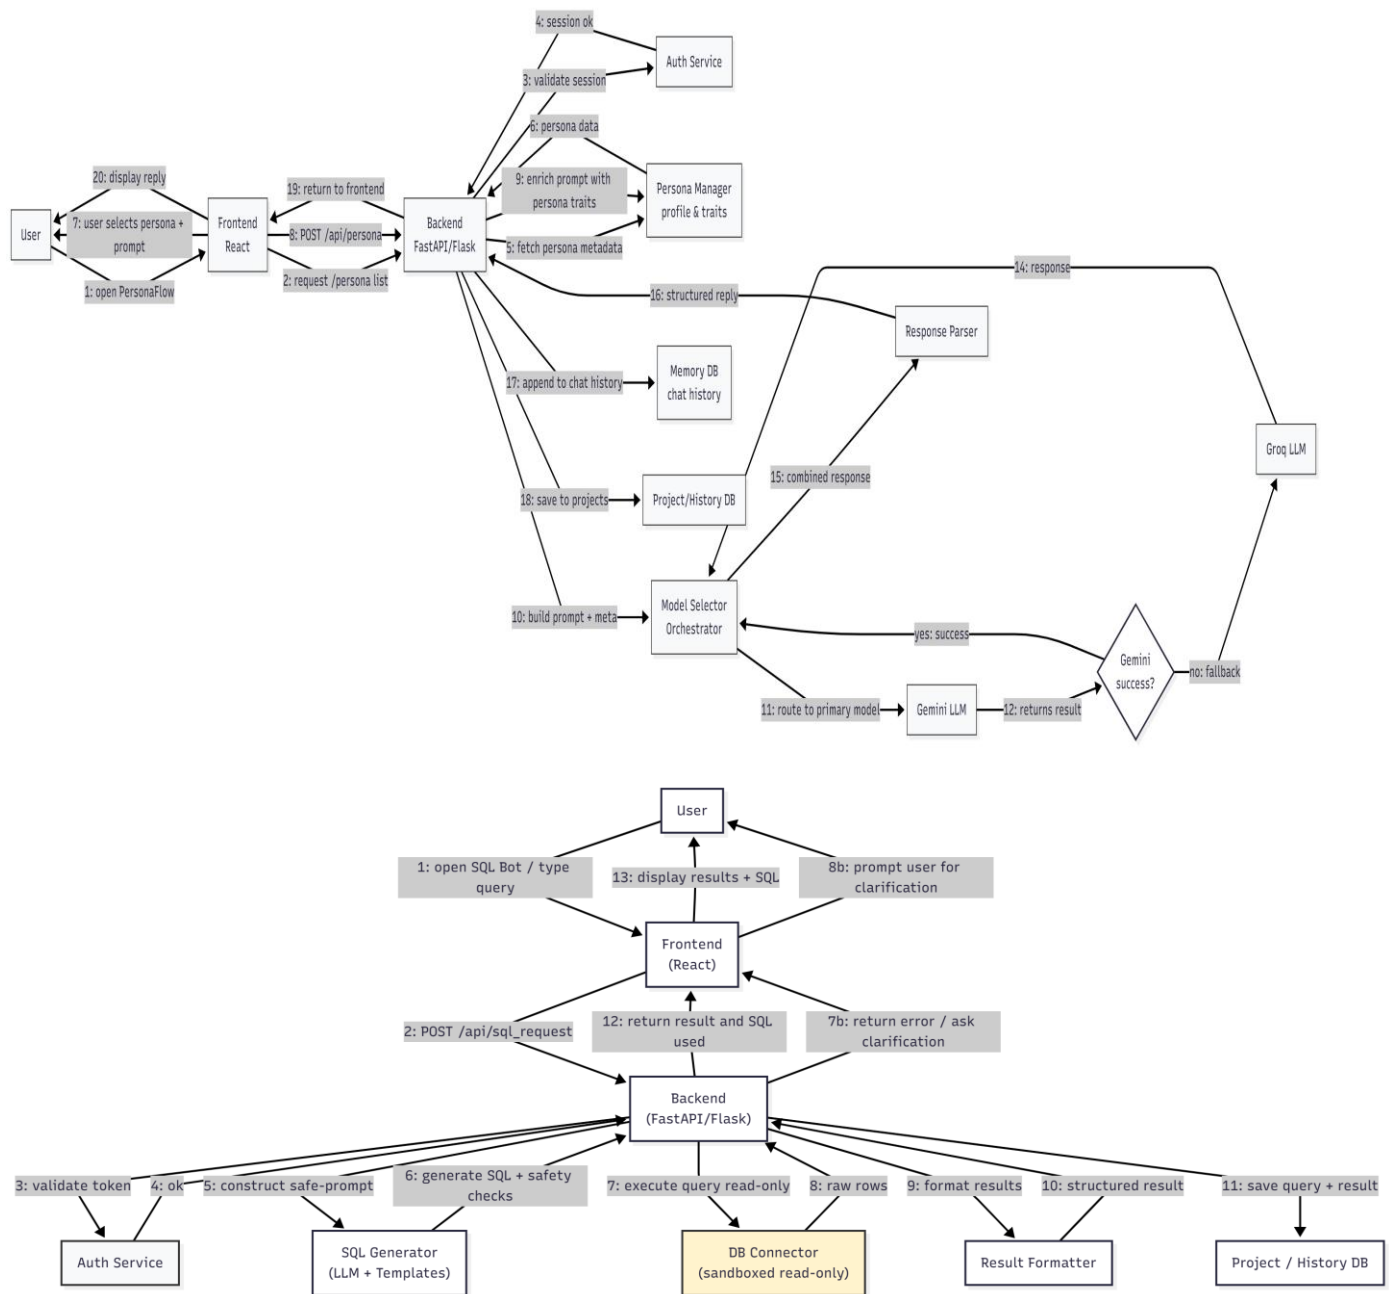 4: session ok
Auth Service
3: validate session
6: persona data
9: enrich prompt with
persona traits
Persona Manager
profile & traits
5: fetch persona metadata
20: display reply
19: return to frontend
User
7: user selects persona +
prompt
Frontend
React
8: POST /api/persona
Backend
FastAPI/Flask
1: open PersonaFlow
2: request /persona list
14: response
16: structured reply
Response Parser
17: append to chat history
Memory DB
chat history
Groq LLM
15: combined response
18: save to projects
Project/History DB
10: build prompt + meta
Model Selector
Orchestrator
yes: success
Gemini
success?
no: fallback
11: route to primary model
Gemini LLM
12: returns result
User
1: open SQL Bot / type
query
13: display results + SQL
8b: prompt user for
clarification
Frontend
(React)
2: POST /api/sql_request
12: return result and SQL
used
7b: return error / ask
clarification
Backend
(FastAPI/Flask)
3: validate token
4: ok
5: construct safe-prompt
6: generate SQL + safety
checks
7: execute query read-only
8: raw rows
9: format results
10: structured result
11: save query + result
Auth Service
SQL Generator
(LLM + Templates)
DB Connector
(sandboxed read-only)
Result Formatter
Project / History DB